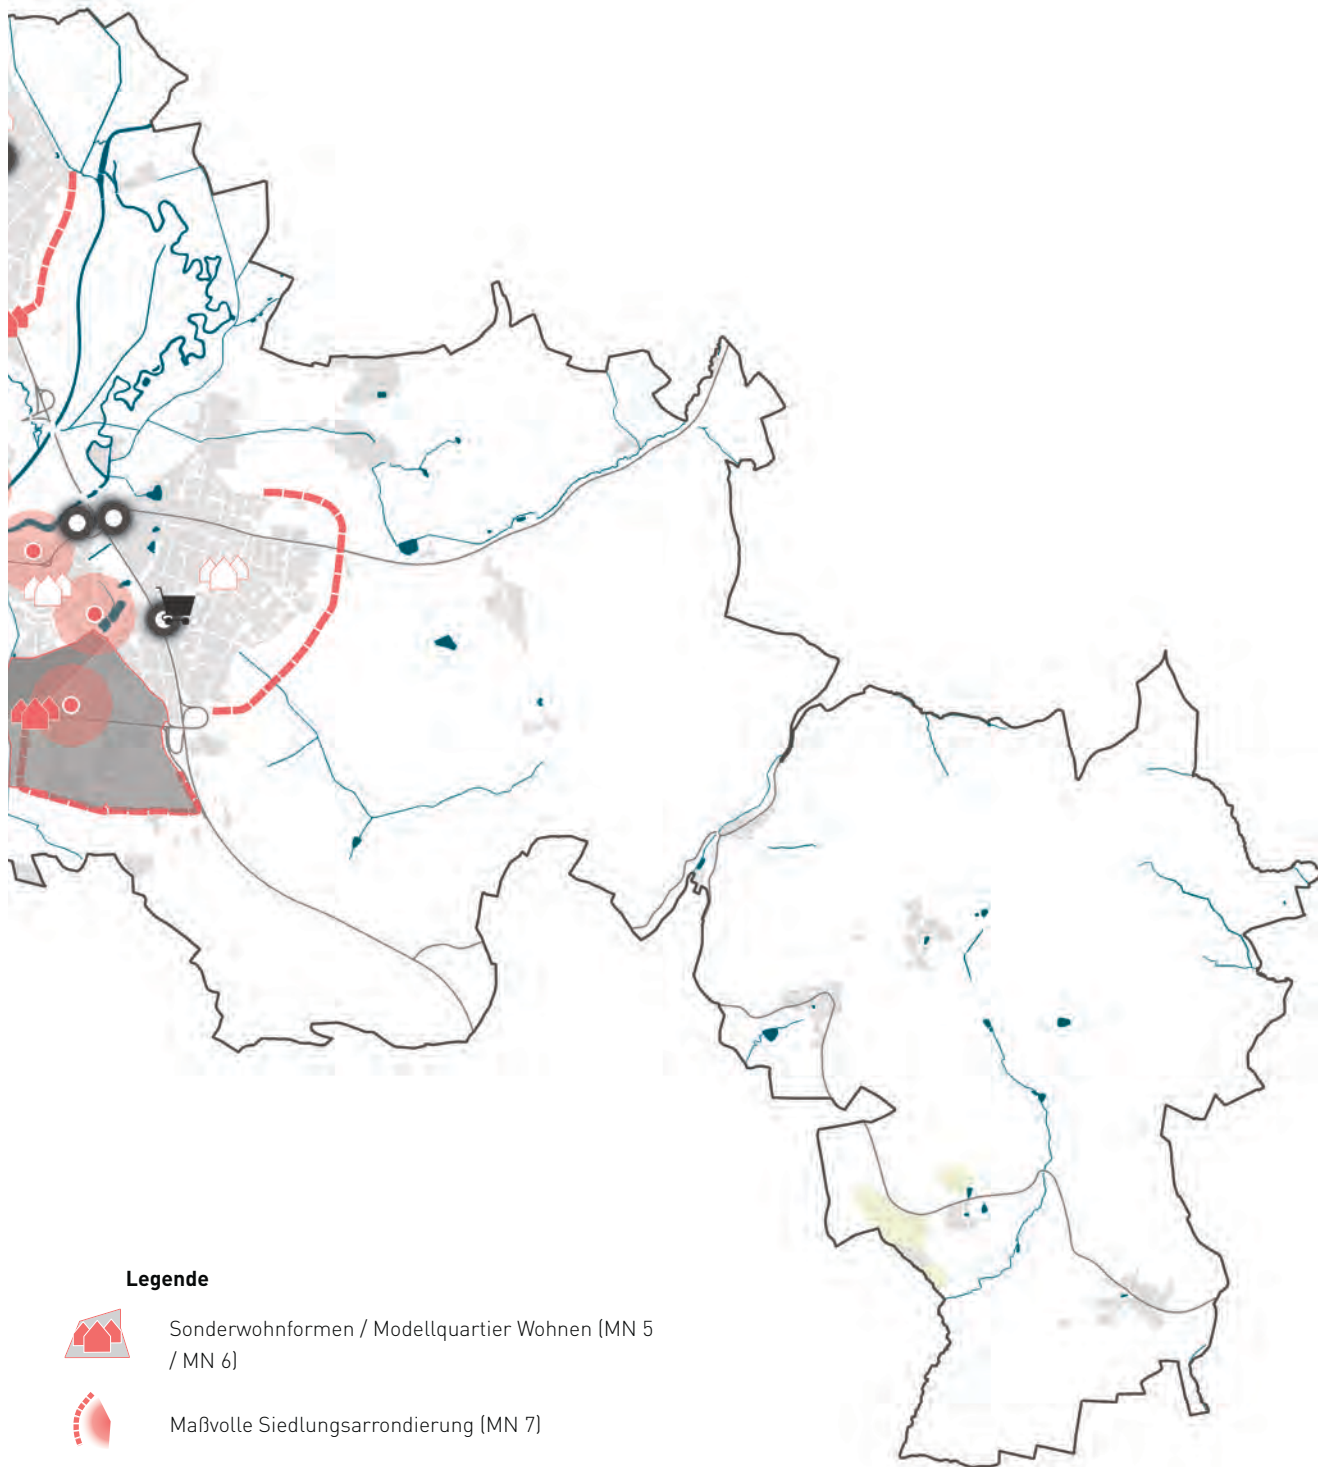 Legende
Sonderwohnformen / Modellquartier Wohnen (MN 5
/ MN 6)
Maßvolle Siedlungsarrondierung (MN 7)